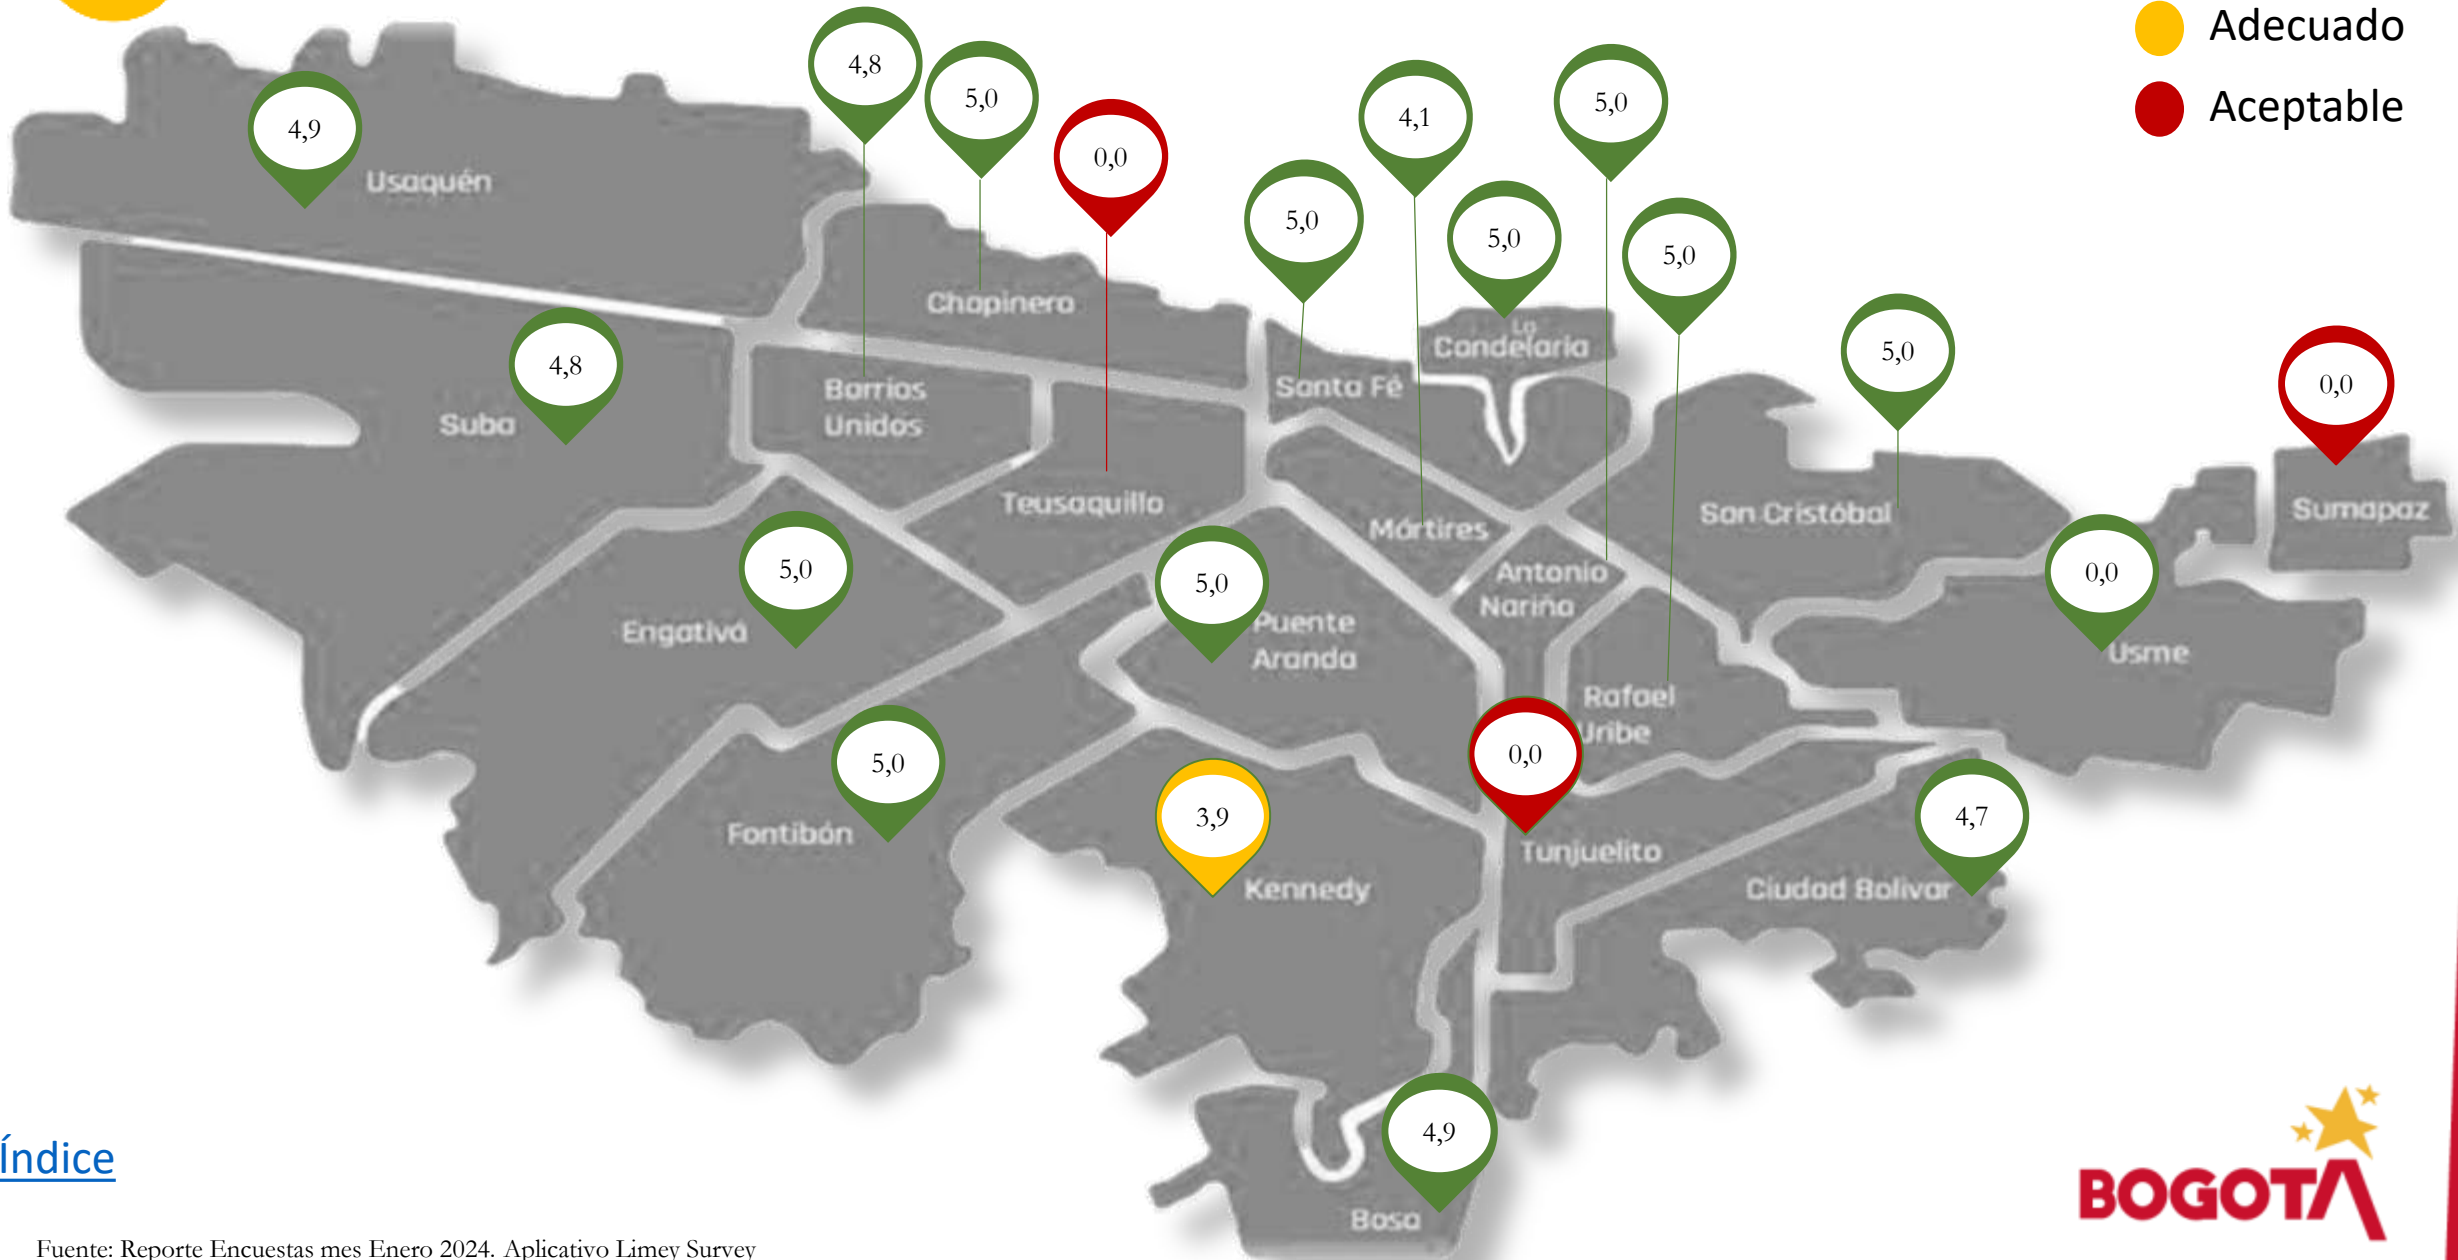 Adecuado
Aceptable
4,8
5,0
4,9
0,0
5,0
4,1
5,0
5,0
5,0
5,0
0,0
Usaquén
Chapinero
La
Candelaria
Santa Fé
4,8
Suba
Barrios
Unidos
Teusaquillo
Mártires
San Cristóbal
Sumapaz
5,0
5,0
0,0
Antonio
Nariño
Engativá
Puente
Aranda
Usme
Rafael
Uribe
5,0
0,0
3,9
4,7
Fontibón
Tunjuelito
Kennedy
Ciudad Bolivar
4,9
Bosa
Índice
BOGOTÁ
Fuente: Reporte Encuestas mes Enero 2024. Aplicativo Limey Survey